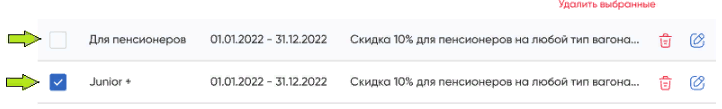 Удалить выбранные
Для пенсионеров 01.01.2022 - 31.12.2022 Скидка 10% для пенсионеров на любой тип вагона...
Junior + 01.01.2022 - 31.12.2022 Скидка 10% для пенсионеров на любой тип вагона...